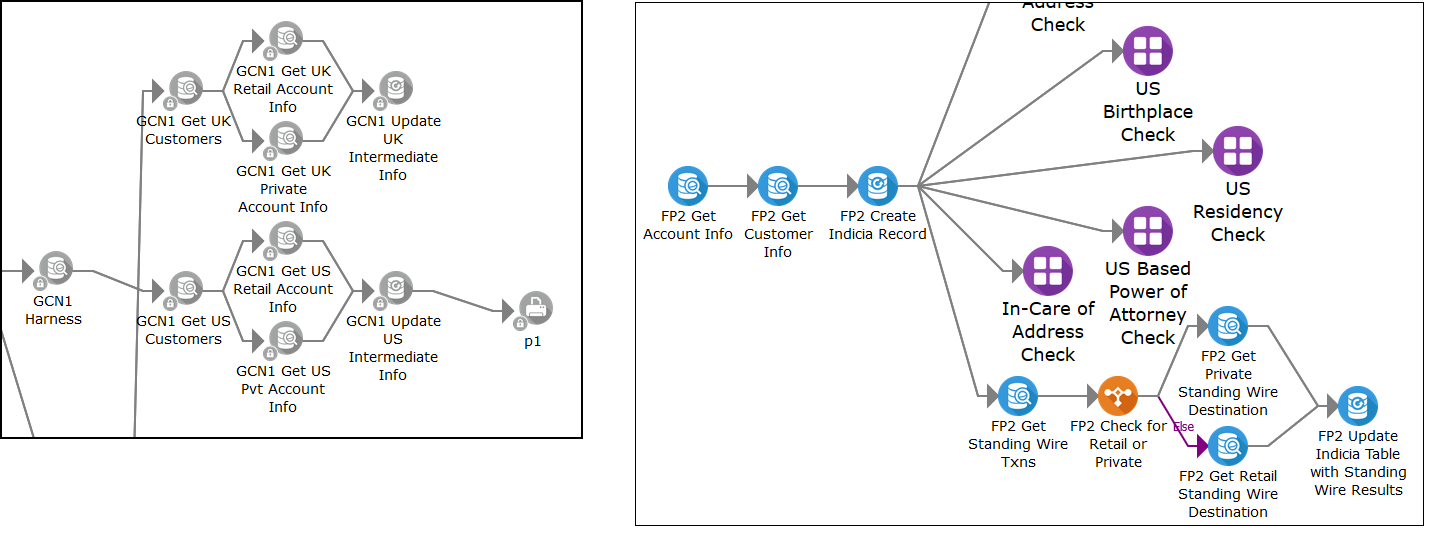 GCN1 Get UK
Retail Account
Info
GCN1 Get UK
Customers
GCN1 Update
UK
Intermediate
Info
GCN1 Get UK
Private
Account Info
GCN1 Get US
Retail Account
Info
GCN1
Harness
GCN1 Get US
Customers
GCN1 Update
US
Intermediate
Info
p1
GCN1 Get US
Pvt Account
Info
Address
Check
US
Birthplace
Check
US
Residency
Check
FP2 Get
Account Info
FP2 Get
Customer
Info
FP2 Create
Indicia Record
US Based
Power of
Attorney
Check
In-Care of
Address
Check
FP2 Get
Private
Standing Wire
Destination
FP2 Get
Standing Wire
Txns
FP2 Check for
Retail or
Private
Else
FP2 Get Retail
Standing Wire
Destination
FP2 Update
Indicia Table
with Standing
Wire Results